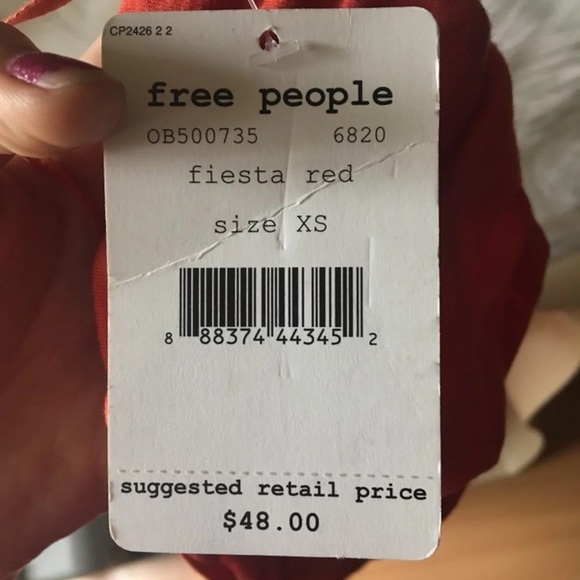 CP2426 2 2
free people
OB500735 6820
fiesta red
size XS
8 88374 44345 2
suggested retail price
$48.00